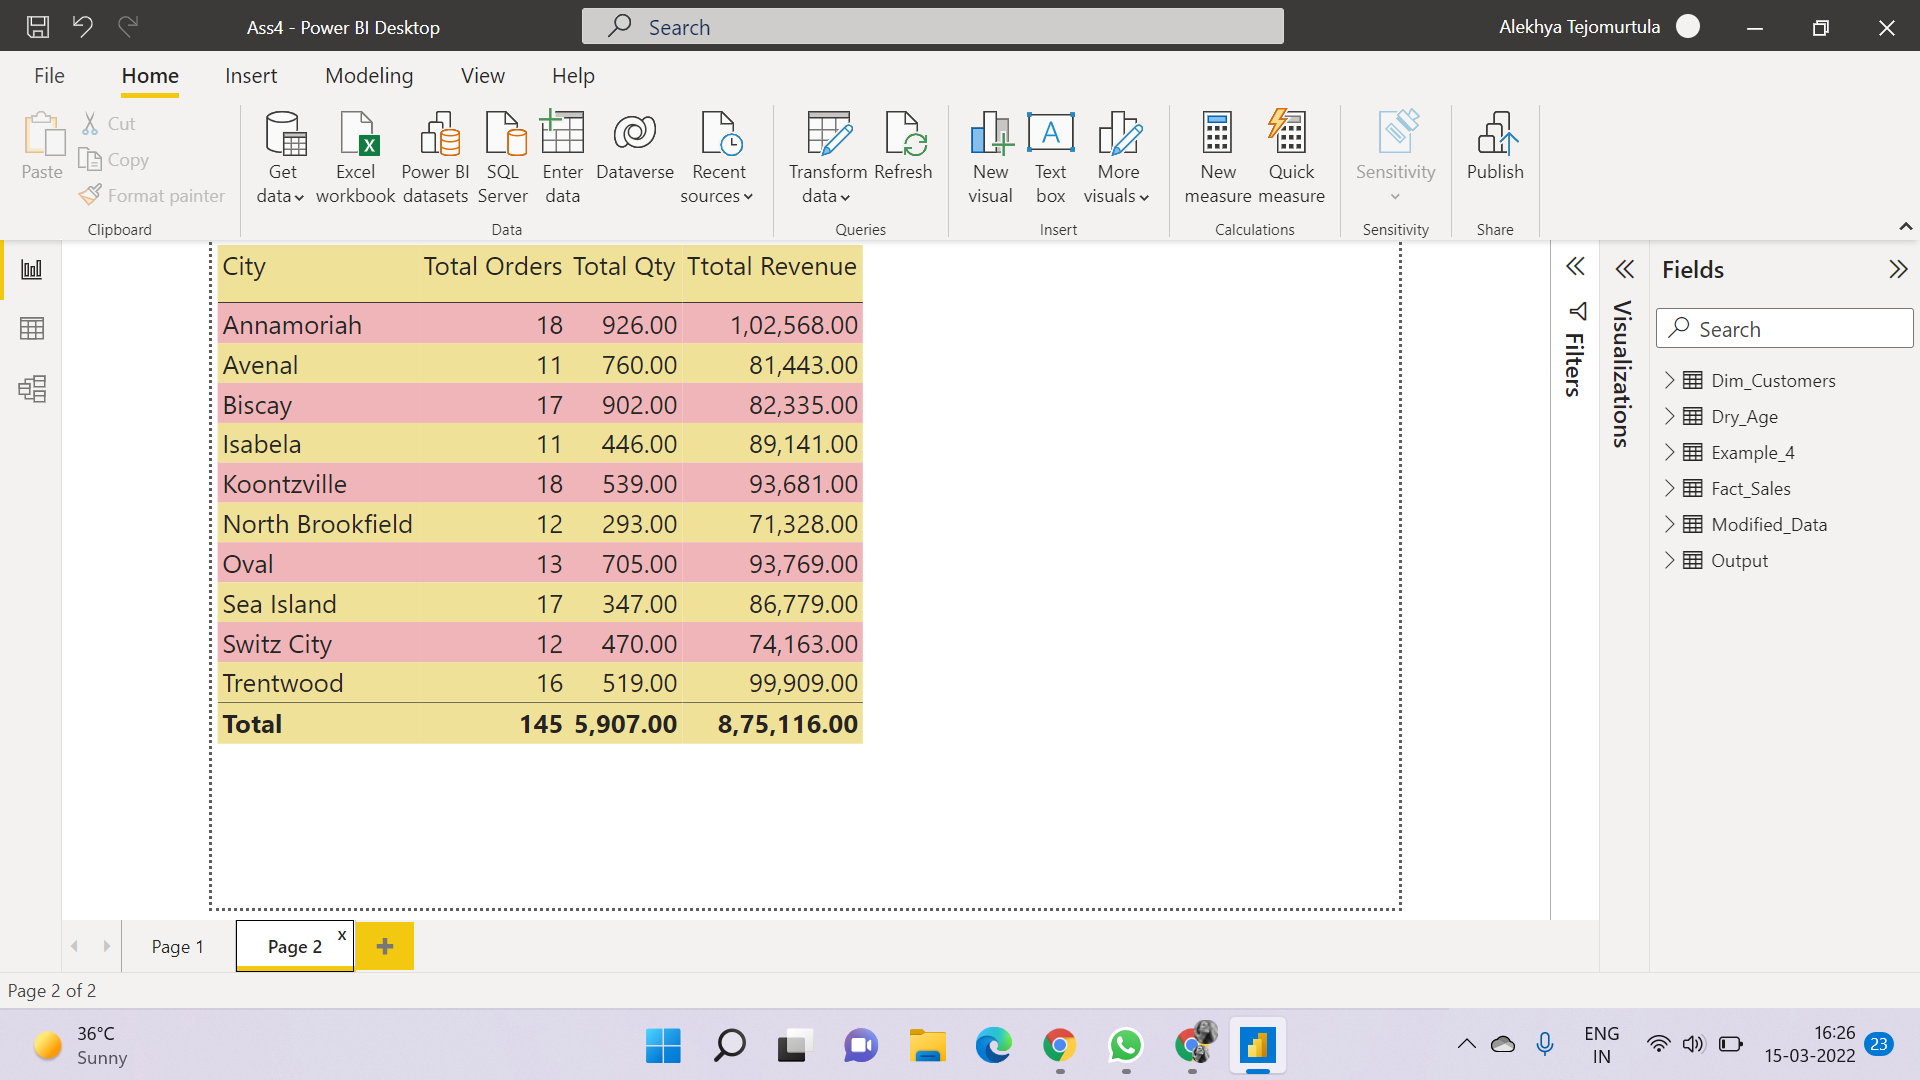 Ass4 - Power BI Desktop
Search
Alekhya Tejomurtula
File Home Insert Modeling View Help
Paste
Cut
Copy
Format painter
Clipboard
Get data
Excel workbook
Power BI datasets
SQL Server
Enter data
Dataverse
Recent sources
Data
Transform data
Refresh
Queries
New visual
Text box
More visuals
Insert
New measure
Quick measure
Calculations
Sensitivity
Sensitivity
Publish
Share
City Total Orders Total Qty Ttotal Revenue
Annamoriah 18 926.00 1,02,568.00
Avenal 11 760.00 81,443.00
Biscay 17 902.00 82,335.00
Isabela 11 446.00 89,141.00
Koontzville 18 539.00 93,681.00
North Brookfield 12 293.00 71,328.00
Oval 13 705.00 93,769.00
Sea Island 17 347.00 86,779.00
Switz City 12 470.00 74,163.00
Trentwood 16 519.00 99,909.00
Total 145 5,907.00 8,75,116.00
Filters
Visualizations
Fields
Search
Dim_Customers
Dry_Age
Example_4
Fact_Sales
Modified_Data
Output
Page 1
Page 2
x
Page 2 of 2
36°C
Sunny
ENG
IN
16:26
15-03-2022
23